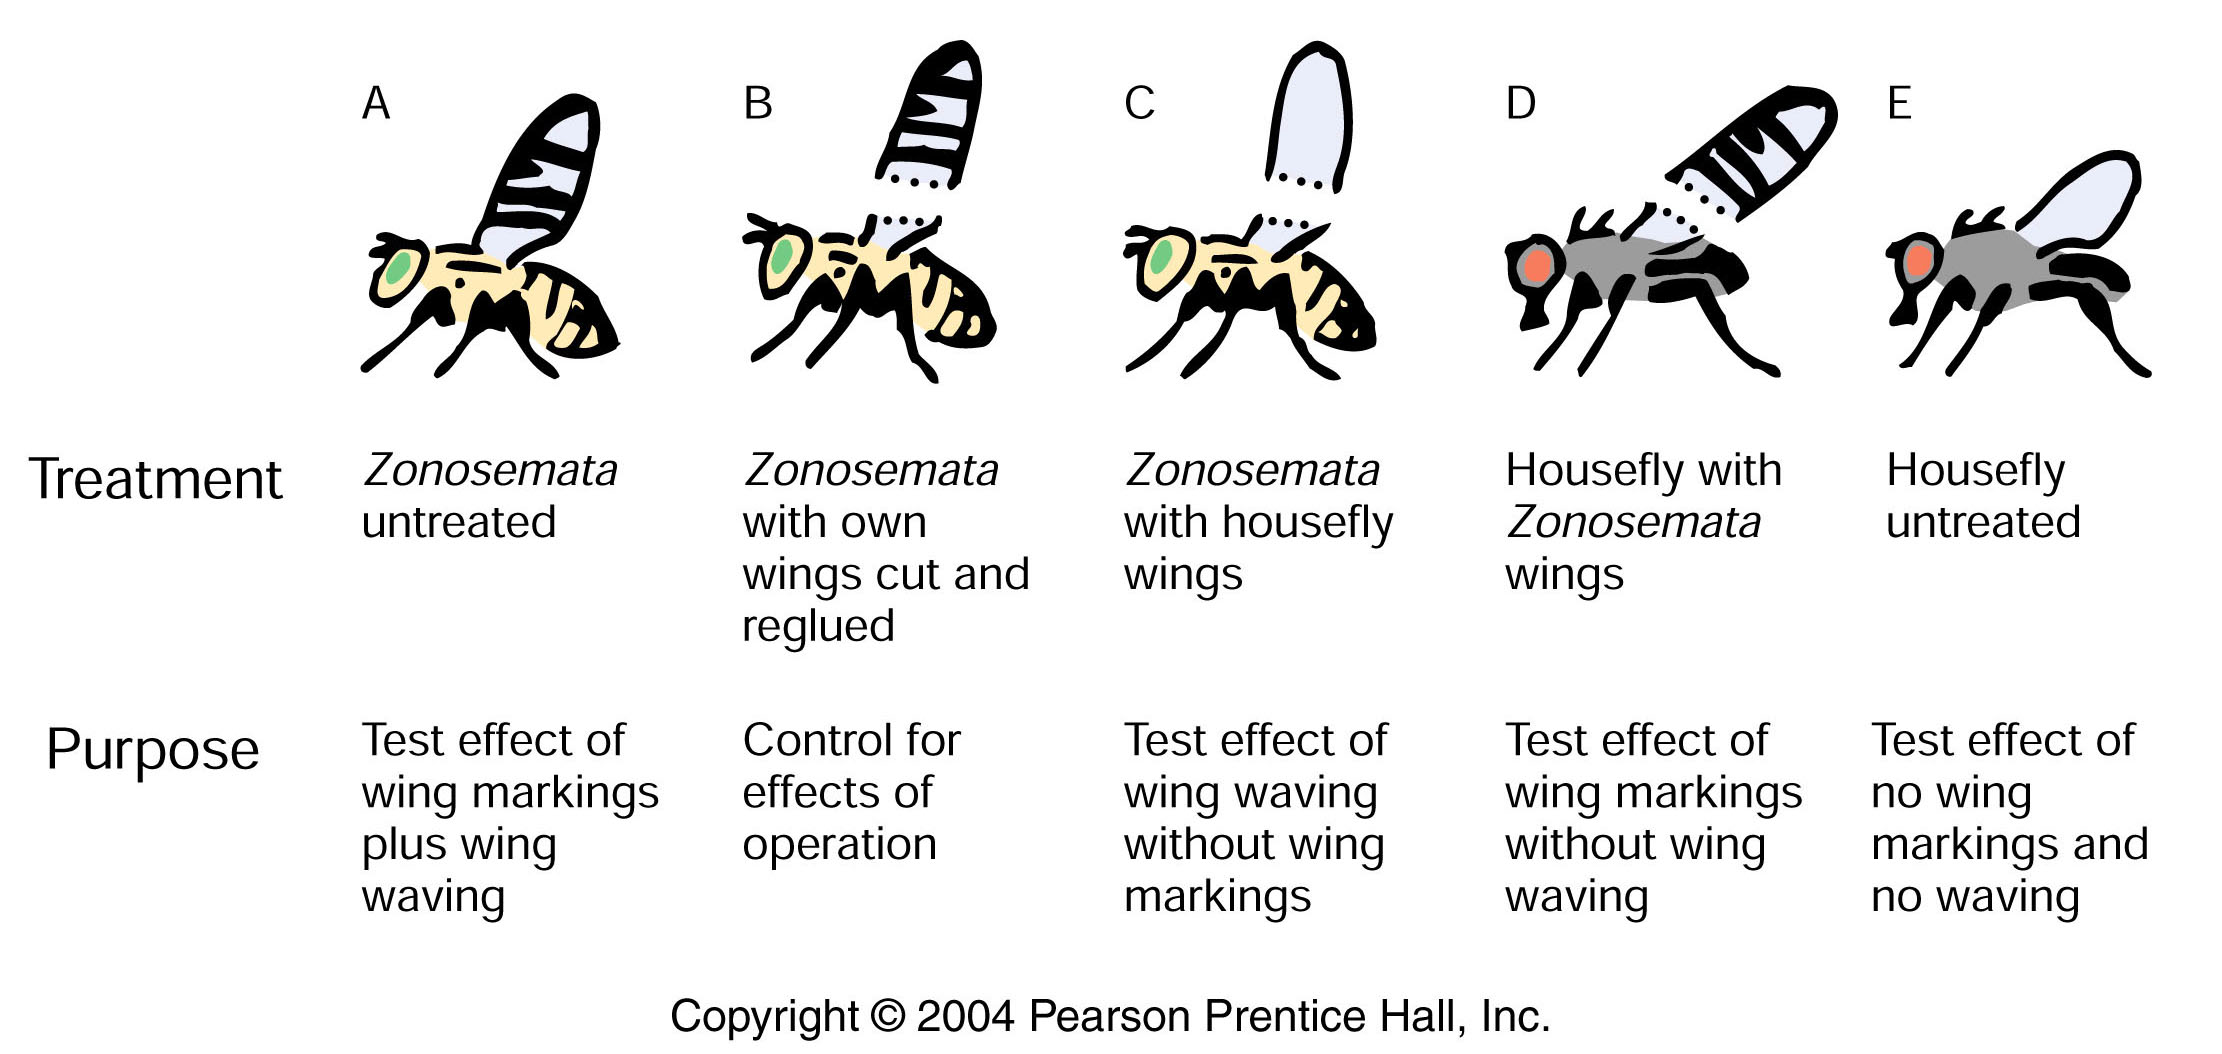 A B C D E
Treatment
Zonosemata
untreated
Zonosemata
with own
wings cut and
reglued
Zonosemata
with housefly
wings
Housefly with
Zonosemata
wings
Housefly
untreated
Purpose
Test effect of
wing markings
plus wing
waving
Control for
effects of
operation
Test effect of
wing waving
without wing
markings
Test effect of
wing markings
without wing
waving
Test effect of
no wing
markings and
no waving
Copyright © 2004 Pearson Prentice Hall, Inc.